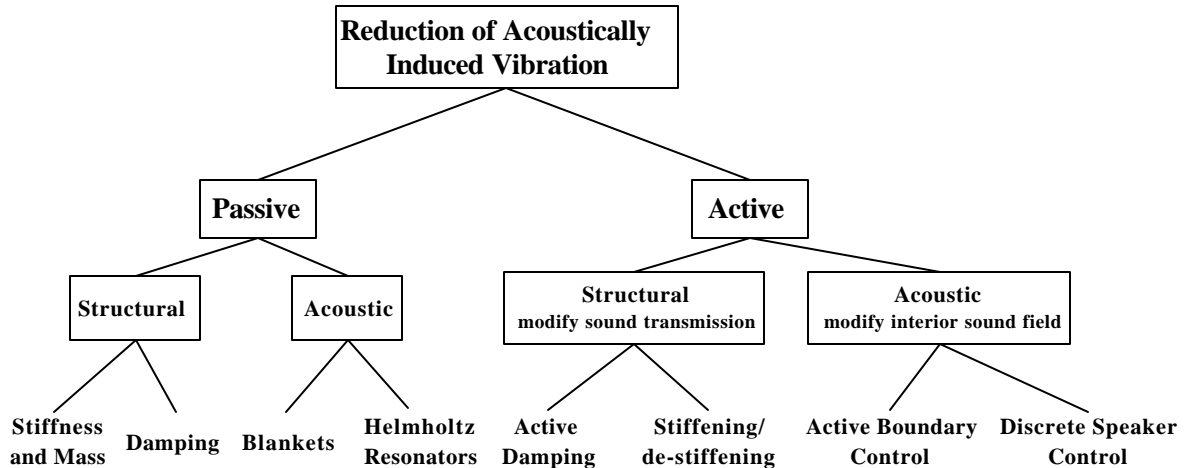 Reduction of Acoustically
Induced Vibration
Passive
Active
Structural
Acoustic
Structural
modify sound transmission
Acoustic
modify interior sound field
Stiffness
and Mass
Damping
Blankets
Helmholtz
Resonators
Active
Damping
Stiffening/
de-stiffening
Active Boundary
Control
Discrete Speaker
Control